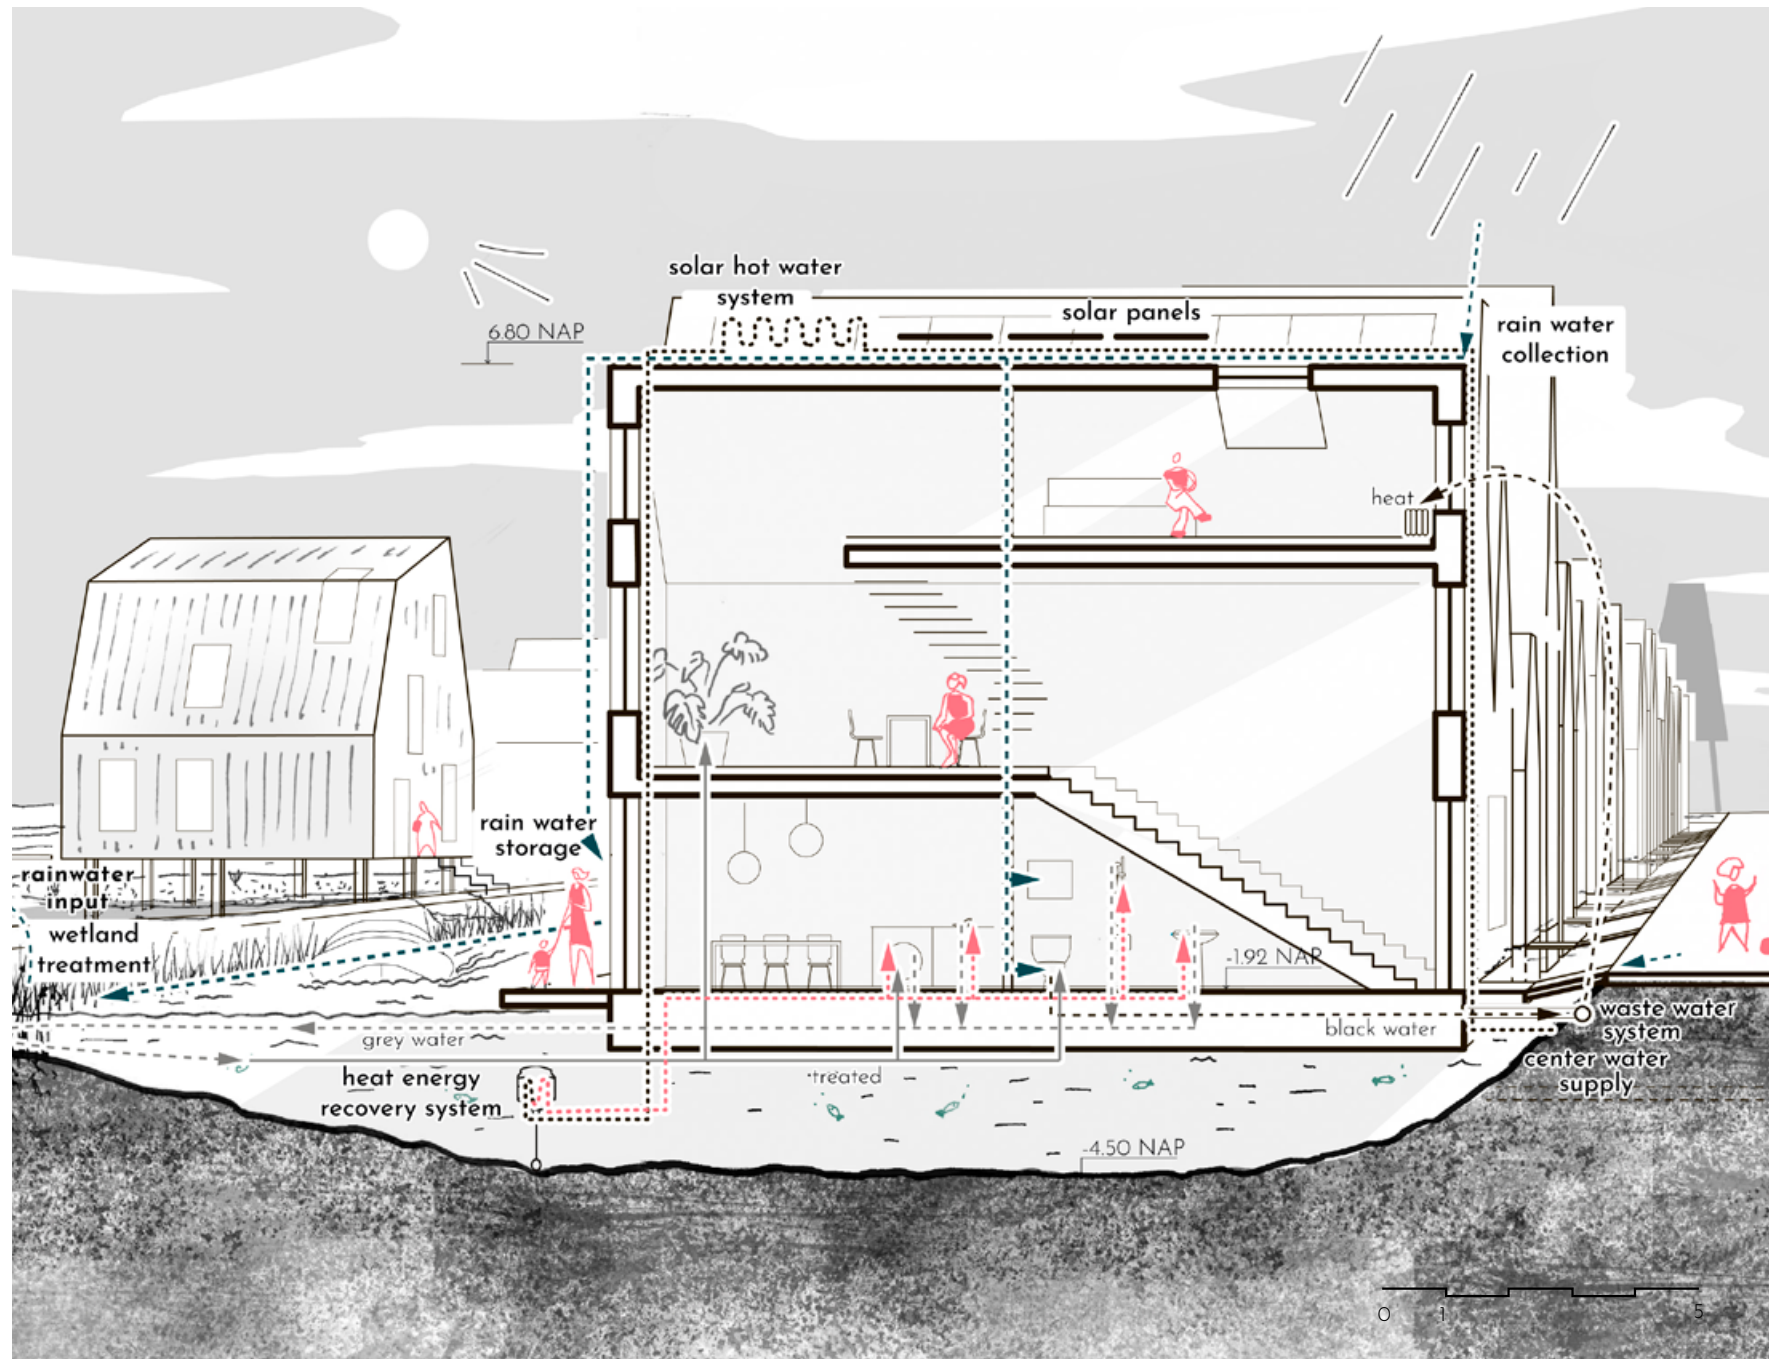 solar hot water
system
solar panels
6.80 NAP
rain water
collection
heat
rain water
storage
rainwater
input
wetland
treatment
-1.92 NAP
grey water
black water
waste water
system
center water
supply
heat energy
recovery system
treated
-4.50 NAP
0 1 5